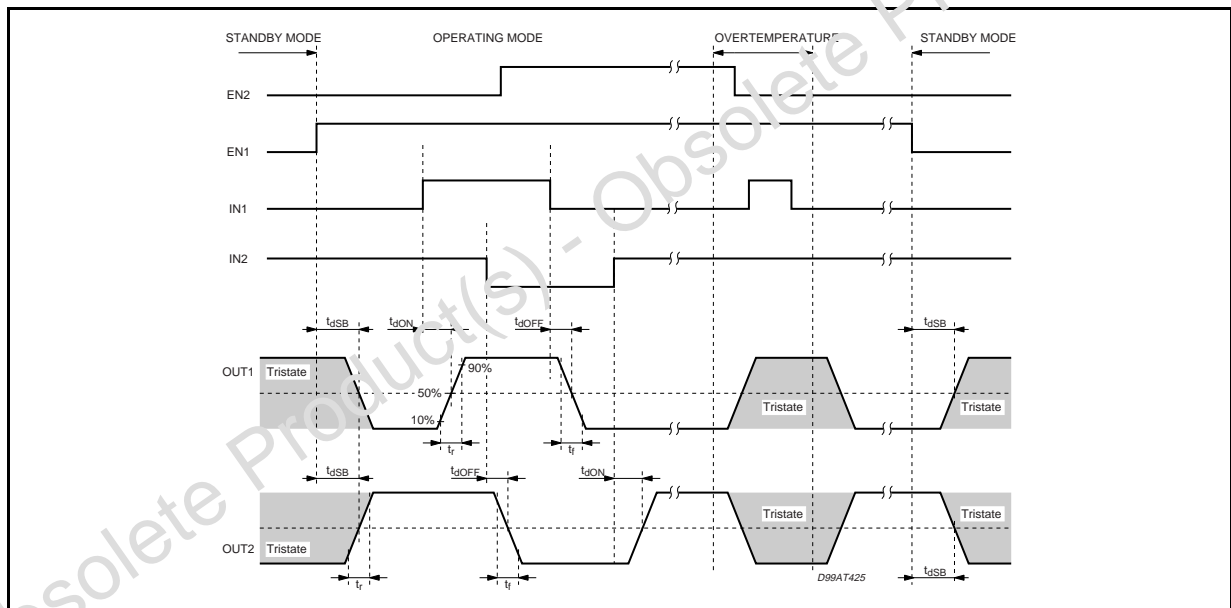 STANDBY MODE OPERATING MODE OVERTEMPERATURE STANDBY MODE
EN2
EN1
IN1
IN2
tdSB tdON tdOFF tdSB
OUT1 Tristate 90%
50% Tristate Tristate
10%
tr tf
tdSB tdOFF tdON
Tristate Tristate
OUT2 Tristate
tr tf D99AT425 tdSB
Obsolete Product(s) - Obsolete Pr